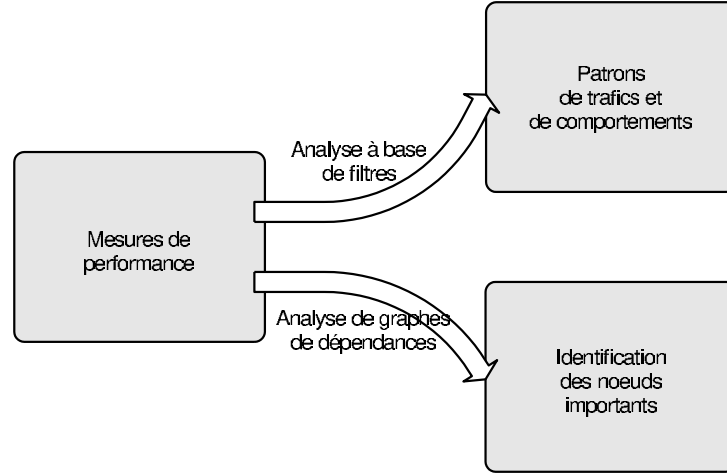 Patrons
de trafics et
de comportements
Analyse à base
de filtres
Mesures de
performance
Analyse de graphes
de dépendances
Identification
des noeuds
importants